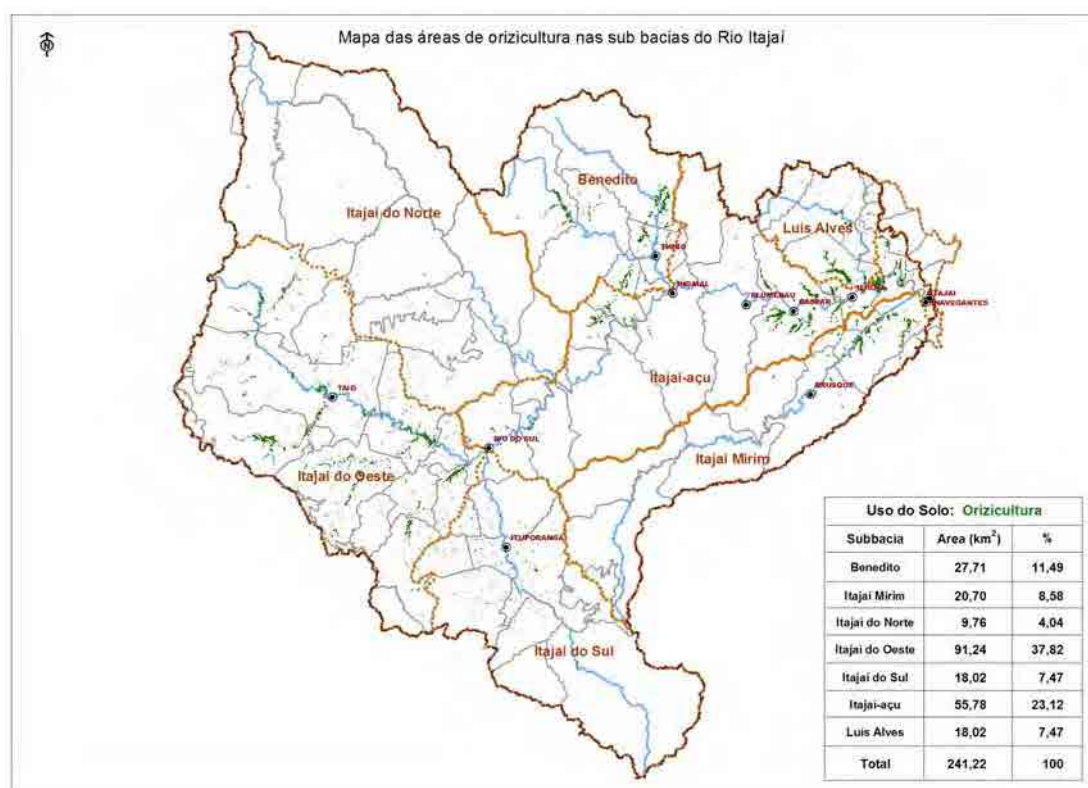 N
Mapa das áreas de orizicultura nas sub bacias do Rio Itajaí
Benedito
Itajaí do Norte
Luis Alves
TIMBÓ
INDAIAL
BLUMENAU
GASPAR
ILHOTA
ITAJAÍ
NAVEGANTES
Itajaí-açu
TAIÓ
BRUSQUE
RIO DO SUL
Itajaí Mirim
Itajaí do Oeste
ITUPORANGA
Itajaí do Sul
Uso do Solo: Orizicultura
Subbacia Area (km²) %
Benedito 27,71 11,49
Itajaí Mirim 20,70 8,58
Itajaí do Norte 9,76 4,04
Itajaí do Oeste 91,24 37,82
Itajaí do Sul 18,02 7,47
Itajaí-açu 55,78 23,12
Luis Alves 18,02 7,47
Total 241,22 100